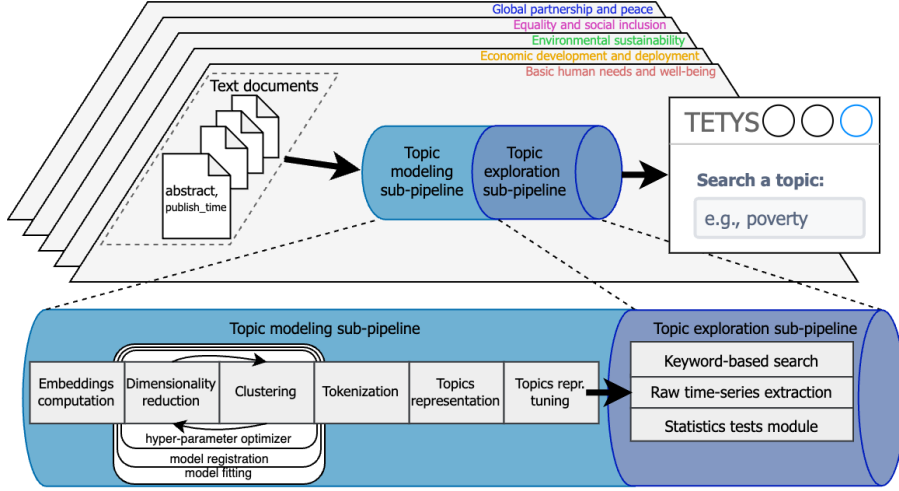 Global partnership and peace
Equality and social inclusion
Environmental sustainability
Economic development and deployment
Basic human needs and well-being
Text documents
abstract,
publish_time
Topic
modeling
sub-pipeline
Topic
exploration
sub-pipeline
TETYS
Search a topic:
e.g., poverty
Topic modeling sub-pipeline
Embeddings
computation
Dimensionality
reduction
Clustering
Tokenization
Topics
representation
Topics repr.
tuning
hyper-parameter optimizer
model registration
model fitting
Topic exploration sub-pipeline
Keyword-based search
Raw time-series extraction
Statistics tests module